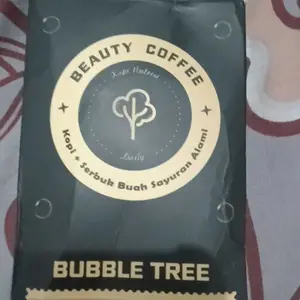 BEAUTY COFFEE
Kopi + Serbuk Buah Sayuran Alami
BUBBLE TREE